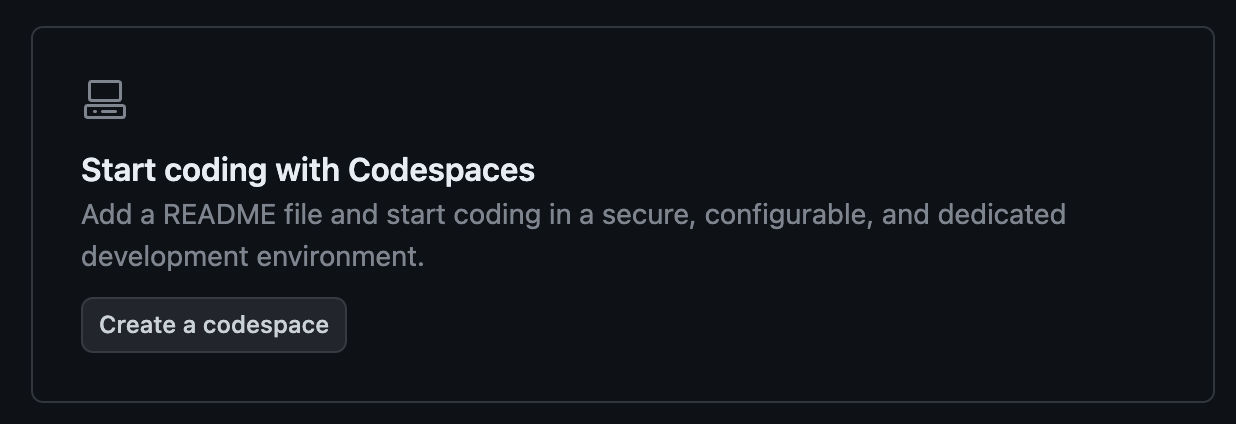 Start coding with Codespaces
Add a README file and start coding in a secure, configurable, and dedicated
development environment.
Create a codespace